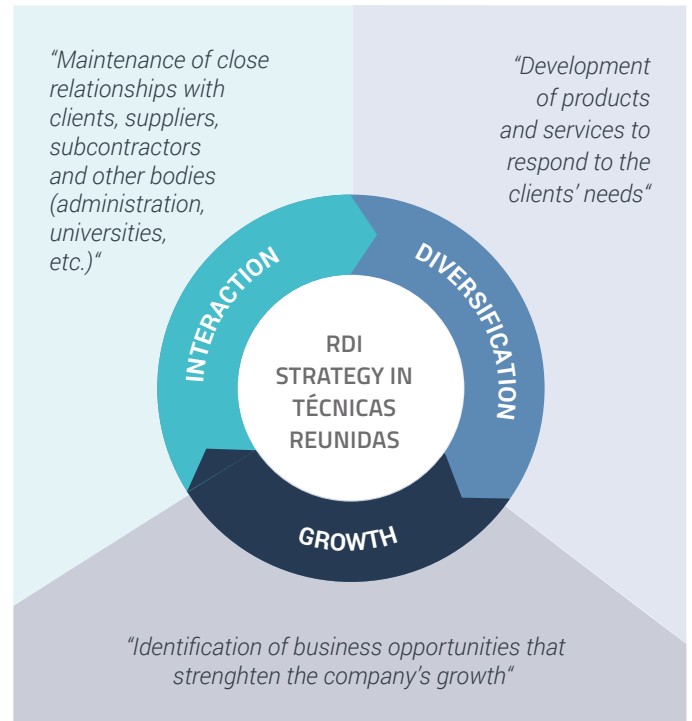 “Maintenance of close
relationships with
clients, suppliers,
subcontractors
and other bodies
(administration,
universities,
etc.)“
“Development
of products
and services to
respond to the
clients’ needs“
INTERACTION
DIVERSIFICATION
RDI
STRATEGY IN
TÉCNICAS
REUNIDAS
GROWTH
“Identification of business opportunities that
strenghten the company’s growth“